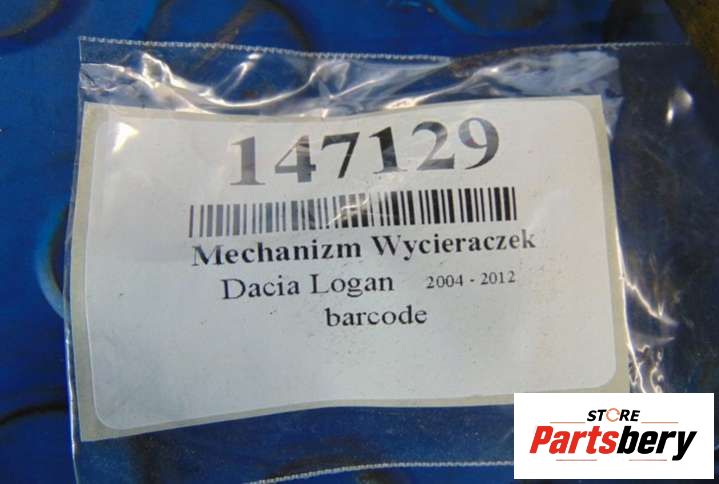 147129
Mechanizm Wycieraczek
Dacia Logan 2004 - 2012
barcode
STORE
Partsbery